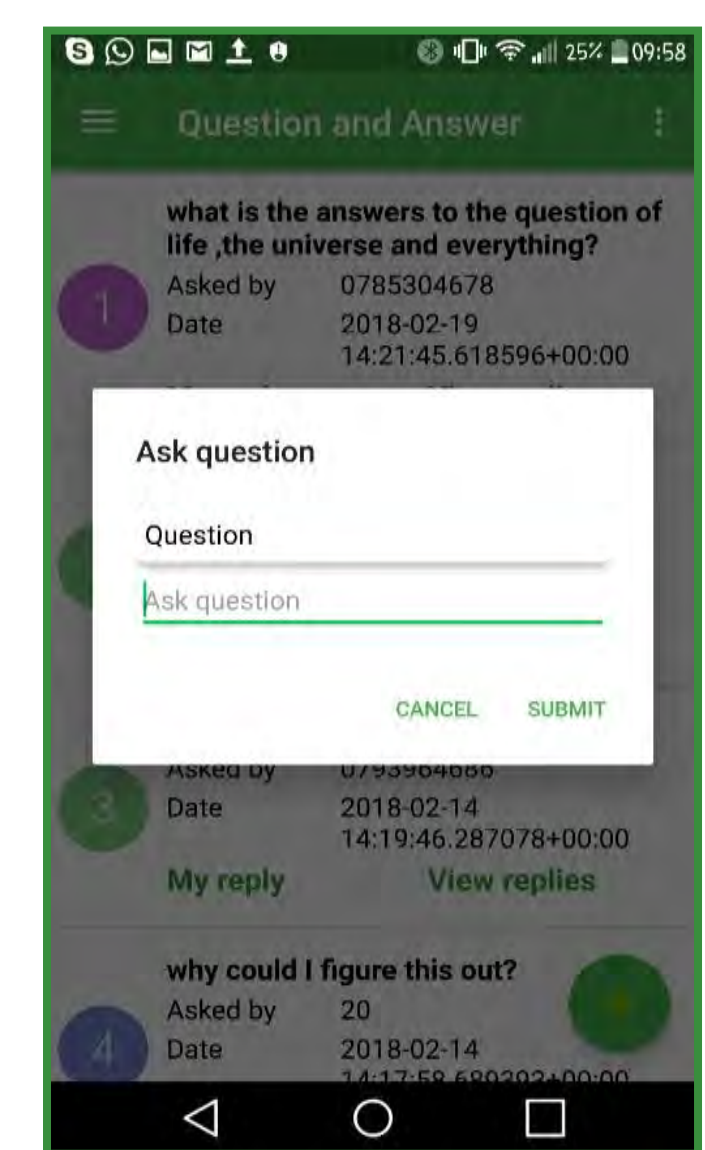 25% 09:58
Question and Answer
what is the answers to the question of
life ,the universe and everything?
1
Asked by 0785304678
Date 2018-02-19
14:21:45.618596+00:00
Ask question
Question
Ask question
CANCEL SUBMIT
Asked by 0793964686
3
Date 2018-02-14
14:19:46.287078+00:00
My reply View replies
why could I figure this out?
Asked by 20
4
Date 2018-02-14